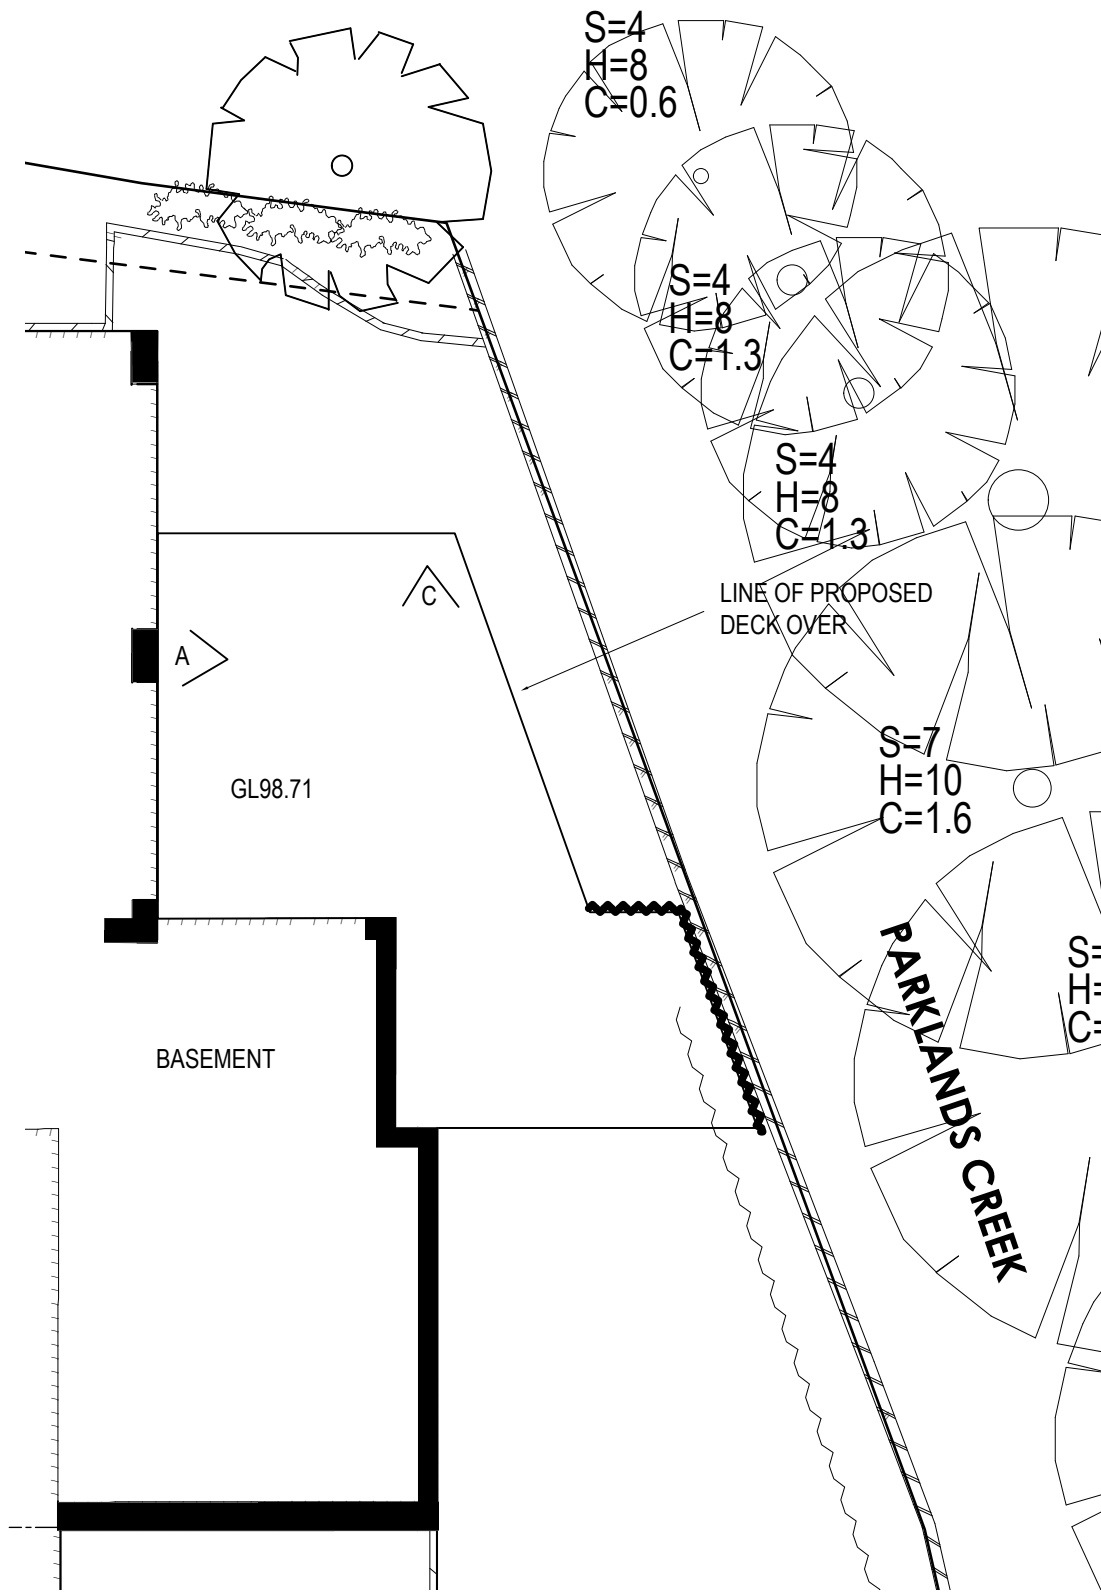 S=4
H=8
C=0.6
S=4
H=8
C=1.3
S=4
H=8
C=1.3
C
LINE OF PROPOSED
DECK OVER
A
S=7
H=10
C=1.6
GL98.71
PARKLANDS CREEK
S=
H=
C=
BASEMENT